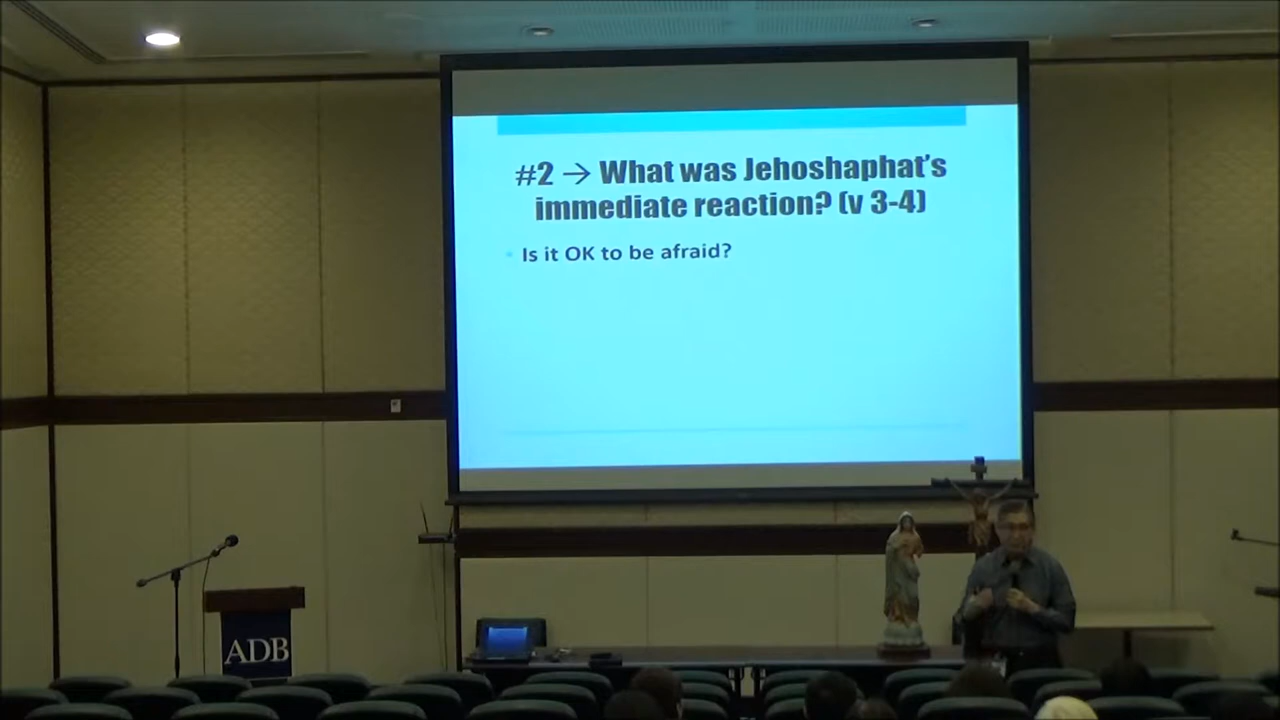 #2 → What was Jehoshaphat's
immediate reaction? (v 3-4)
Is it OK to be afraid?
ADB